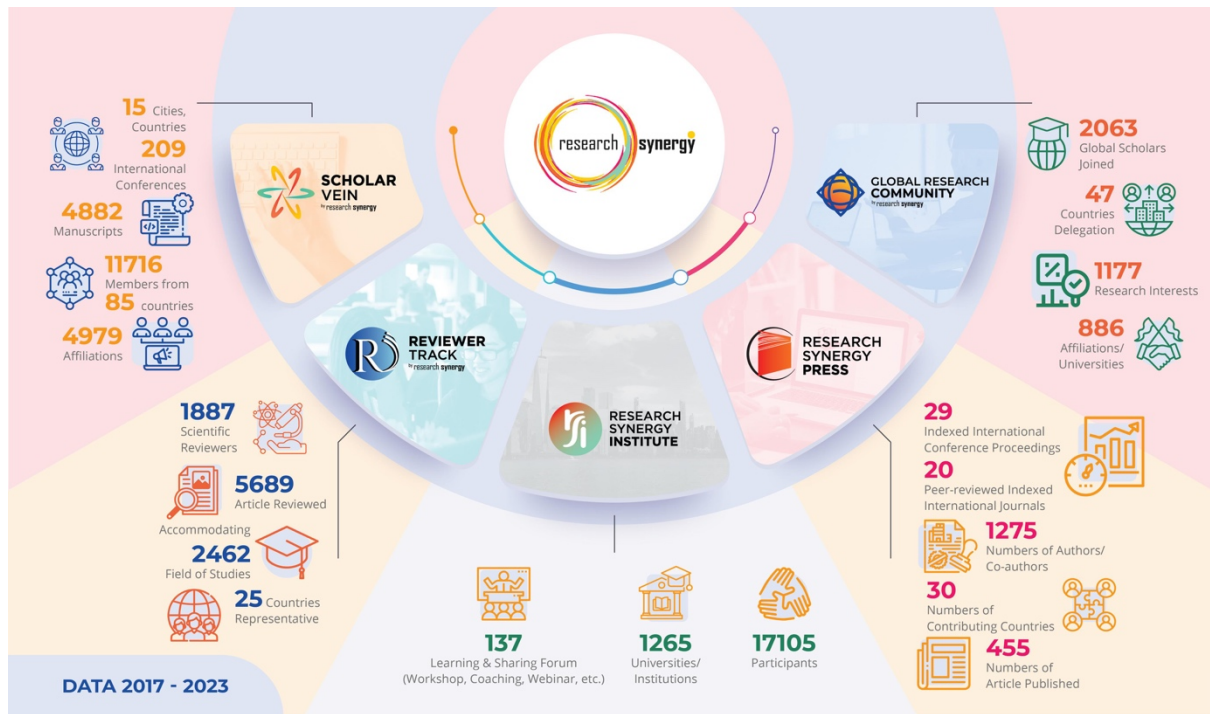 research synergy
15 Cities,
Countries
209
International
Conferences
4882
Manuscripts
11716
Members from
85 countries
4979
Affiliations
SCHOLAR
VEIN
by research synergy
R
REVIEWER
TRACK
by research synergy
1887
Scientific
Reviewers
5689
Article Reviewed
Accommodating
2462
Field of Studies
25 Countries
Representative
rsi
RESEARCH
SYNERGY
INSTITUTE
137
Learning & Sharing Forum
(Workshop, Coaching, Webinar, etc.)
1265
Universities/
Institutions
17105
Participants
RESEARCH
SYNERGY
PRESS
29
Indexed International
Conference Proceedings
20
Peer-reviewed Indexed
International Journals
1275
Numbers of Authors/
Co-authors
30
Numbers of
Contributing Countries
455
Numbers of
Article Published
GLOBAL RESEARCH
COMMUNITY
by research synergy
2063
Global Scholars
Joined
47
Countries
Delegation
1177
Research Interests
886
Affiliations/
Universities
DATA 2017 - 2023